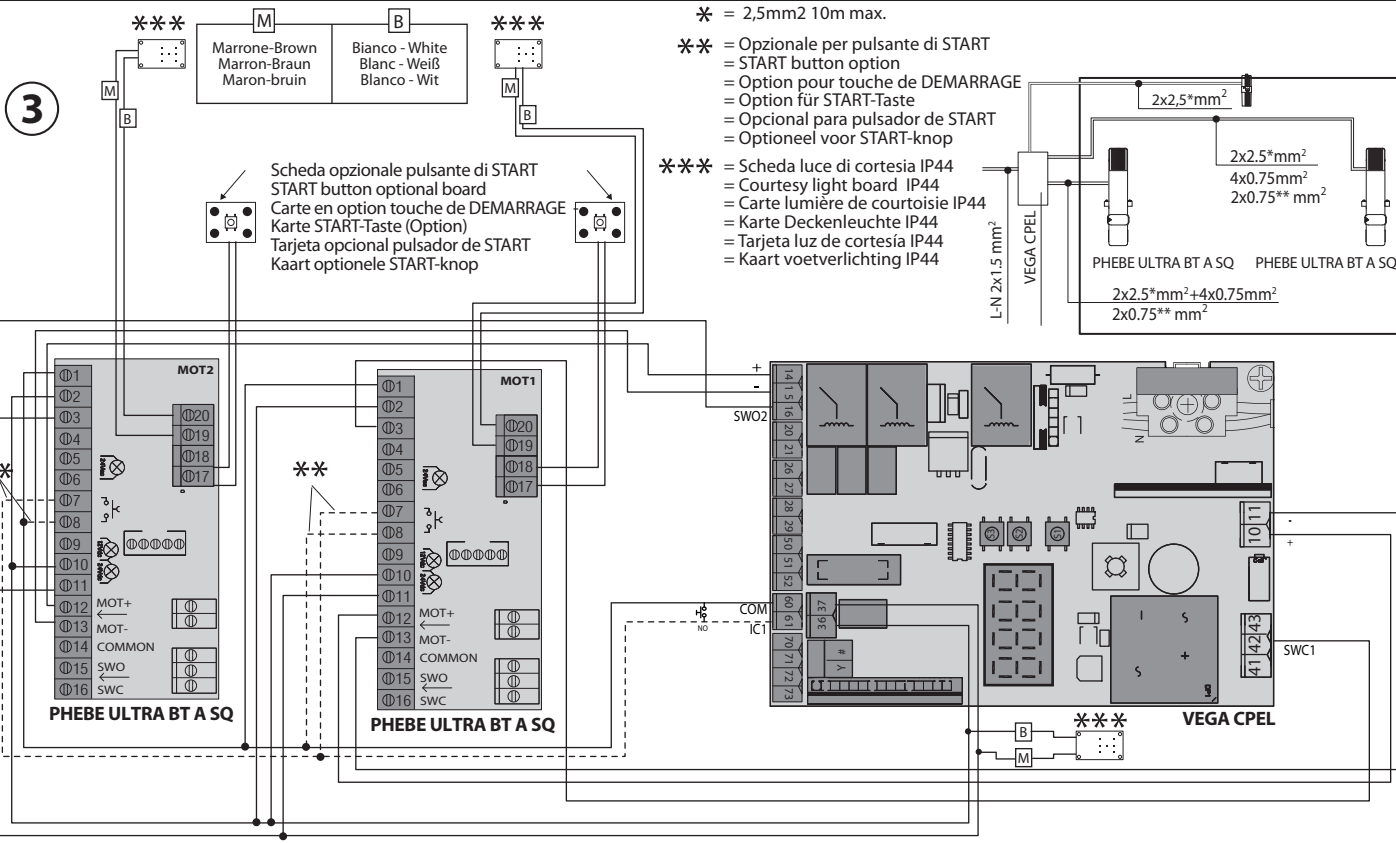 3
***
M
Marrone-Brown
Marron-Braun
Maron-bruin
B
Bianco - White
Blanc - Weiß
Blanco - Wit
***
M
B
M
B
* = 2,5mm2 10m max.
** = Opzionale per pulsante di START
= START button option
= Option pour touche de DEMARRAGE
= Option für START-Taste
= Opcional para pulsador de START
= Optioneel voor START-knop
*** = Scheda luce di cortesia IP44
= Courtesy light board IP44
= Carte lumière de courtoisie IP44
= Karte Deckenleuchte IP44
= Tarjeta luz de cortesía IP44
= Kaart voetverlichting IP44
Scheda opzionale pulsante di START
START button optional board
Carte en option touche de DEMARRAGE
Karte START-Taste (Option)
Tarjeta opcional pulsador de START
Kaart optionele START-knop
2x2,5*mm²
2x2.5*mm²
4x0.75mm²
2x0.75** mm²
L-N 2x1.5 mm²
VEGA CPEL
PHEBE ULTRA BT A SQ
PHEBE ULTRA BT A SQ
2x2.5*mm²+4x0.75mm²
2x0.75** mm²
MOT2
1
2
3
4
5
6
7
8
9
10
11
12 MOT+
13 MOT-
14 COMMON
15 SWO
16 SWC
20
19
18
17
24Vdc
*
PHEBE ULTRA BT A SQ
MOT1
1
2
3
4
5
6
7
8
9
10
11
12 MOT+
13 MOT-
14 COMMON
15 SWO
16 SWC
20
19
18
17
**
PHEBE ULTRA BT A SQ
+
-
SWO2
14
15
16
20
21
26
27
28
29
50
51
52
60
61
70
71
72
73
COM
IC1
NO
37
36
#
Y
S3
S2
S1
L
N
11
10
-
+
43
42
41
SWC1
DP1
VEGA CPEL
***
B
M